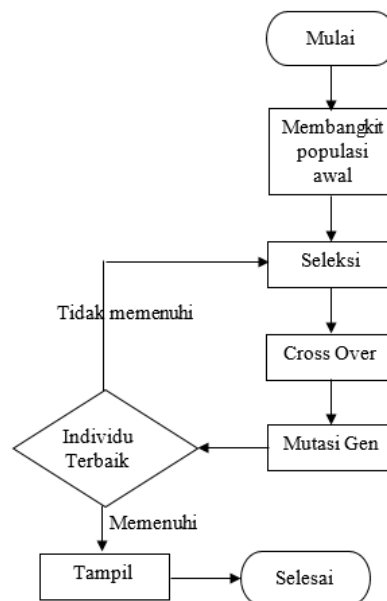 Mulai
Membangkit
populasi
awal
Seleksi
Tidak memenuhi
Cross Over
Individu
Terbaik
Mutasi Gen
Memenuhi
Tampil
Selesai